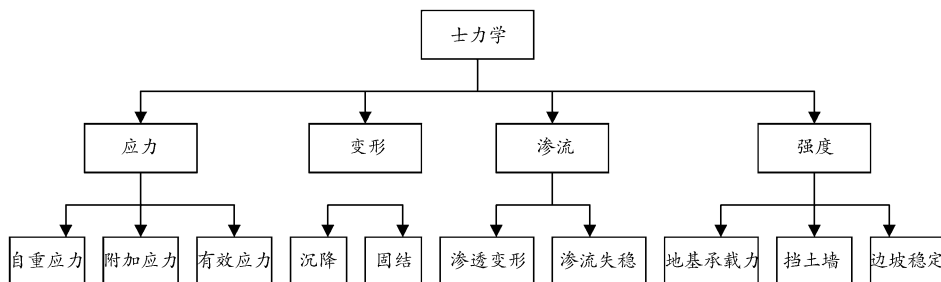 士力学
应力
变形
渗流
强度
自重应力
附加应力
有效应力
沉降
固结
渗透变形
渗流失稳
地基承载力
挡土墙
边坡稳定